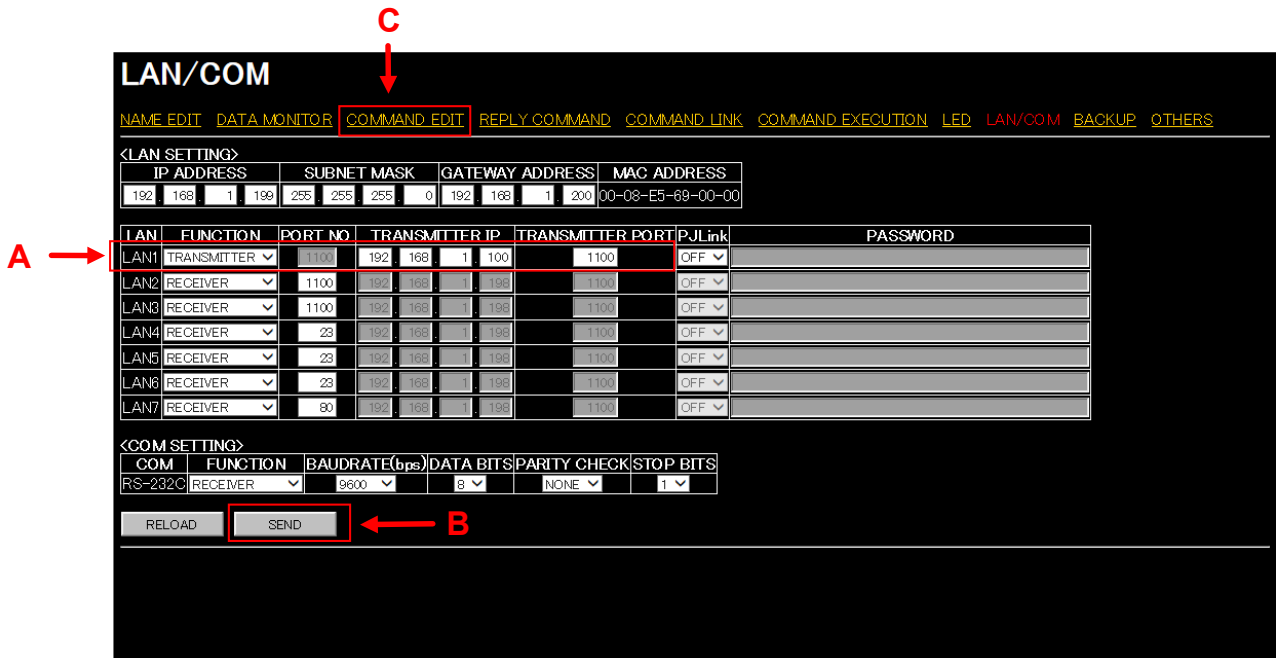 C
LAN/COM
NAME EDIT DATA MONITOR COMMAND EDIT REPLY COMMAND COMMAND LINK COMMAND EXECUTION LED LAN/COM BACKUP OTHERS
<LAN SETTING>
IP ADDRESS SUBNET MASK GATEWAY ADDRESS MAC ADDRESS
192 . 168 . 1 . 199 255 . 255 . 255 . 0 192 . 168 . 1 . 200 00-08-E5-69-00-00
LAN FUNCTION PORT NO TRANSMITTER IP TRANSMITTER PORT PJLink PASSWORD
A
LAN1 TRANSMITTER 1100 192 . 168 . 1 . 100 1100 OFF
LAN2 RECEIVER 1100 192 . 168 . 1 . 198 1100 OFF
LAN3 RECEIVER 1100 192 . 168 . 1 . 198 1100 OFF
LAN4 RECEIVER 23 192 . 168 . 1 . 198 1100 OFF
LAN5 RECEIVER 23 192 . 168 . 1 . 198 1100 OFF
LAN6 RECEIVER 23 192 . 168 . 1 . 198 1100 OFF
LAN7 RECEIVER 80 192 . 168 . 1 . 198 1100 OFF
<COM SETTING>
COM FUNCTION BAUDRATE(bps) DATA BITS PARITY CHECK STOP BITS
RS-232C RECEIVER 9600 8 NONE 1
RELOAD SEND B